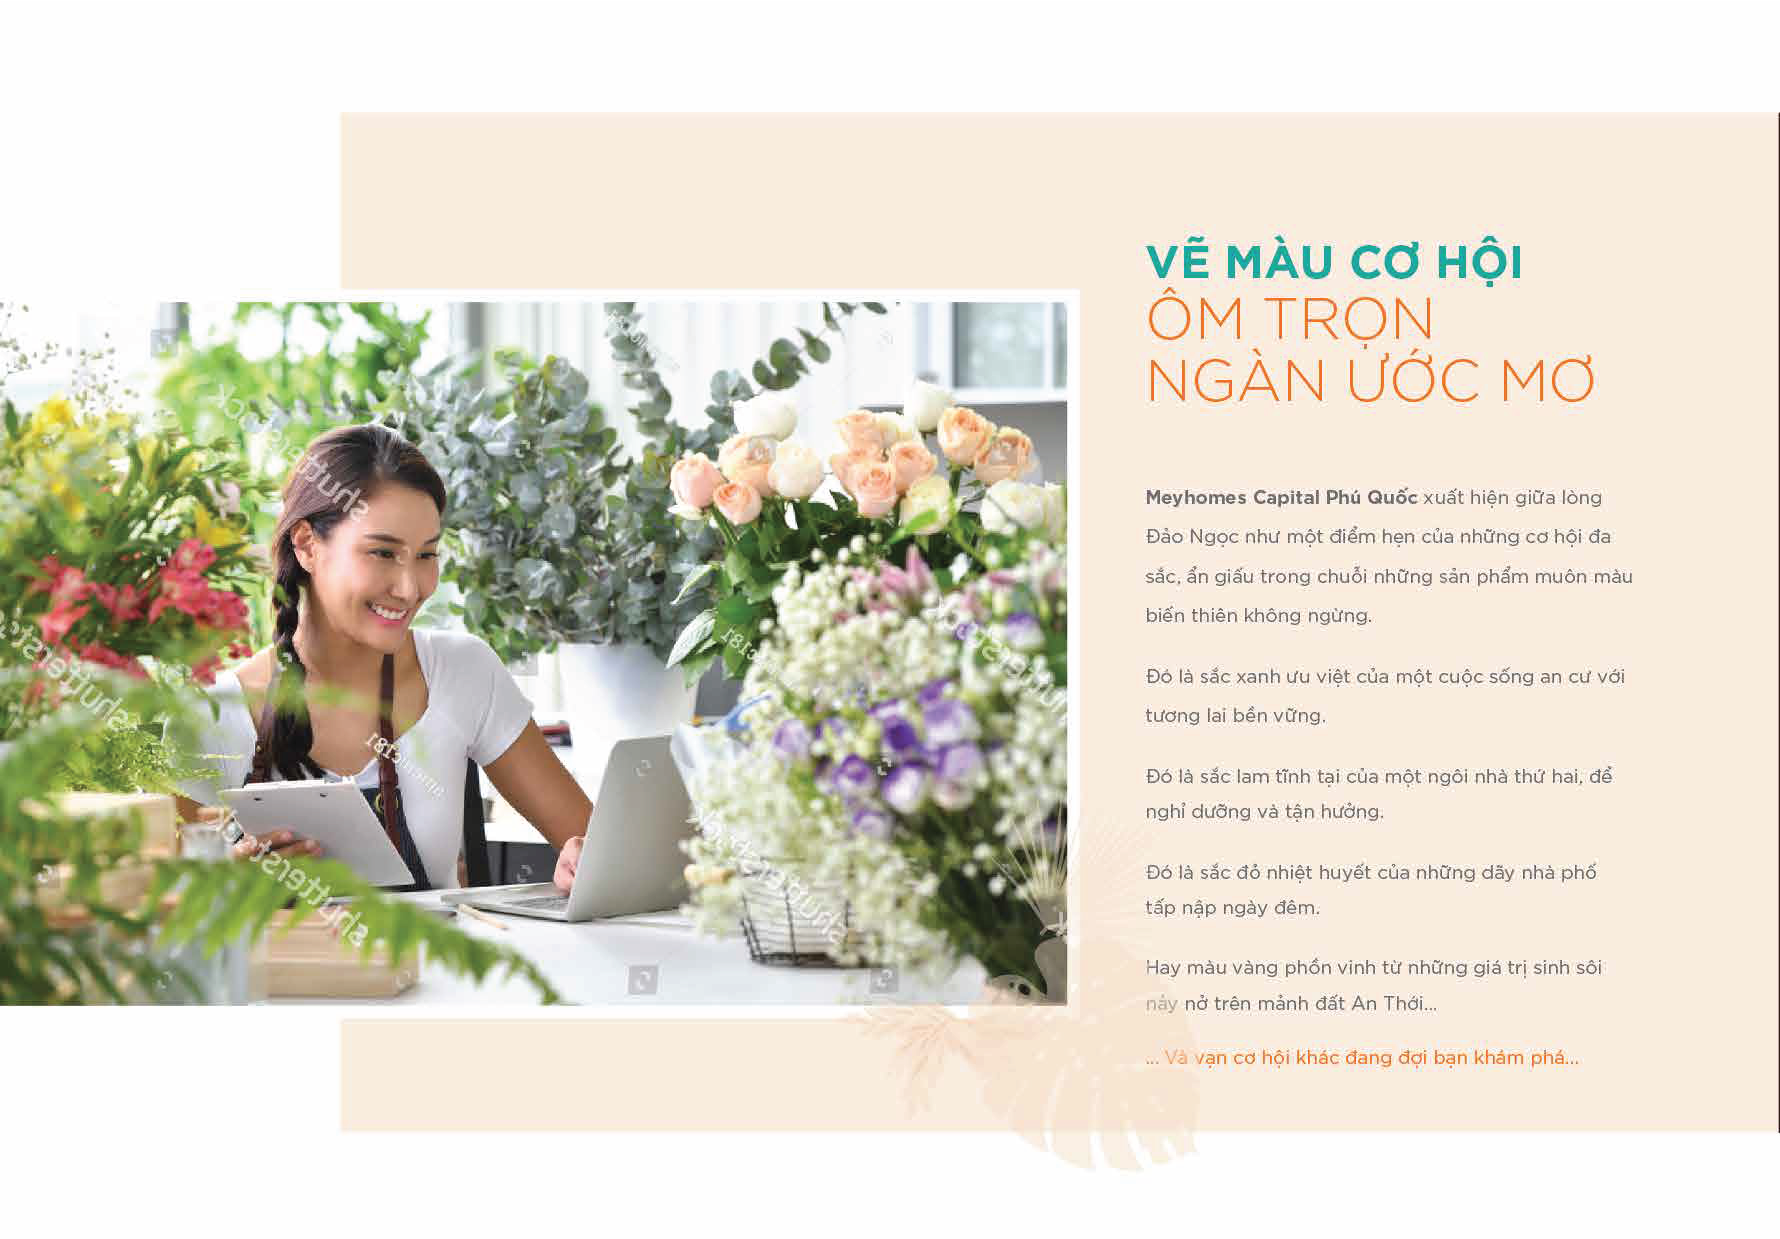 VẼ MÀU CƠ HỘI
ÔM TRỌN
NGÀN ƯỚC MƠ
Meyhomes Capital Phú Quốc xuất hiện giữa lòng
Đảo Ngọc như một điểm hẹn của những cơ hội đa
sắc, ẩn giấu trong chuỗi những sản phẩm muôn màu
biến thiên không ngừng.
Đó là sắc xanh ưu việt của một cuộc sống an cư với
tương lai bền vững.
Đó là sắc lam tĩnh tại của một ngôi nhà thứ hai, để
nghỉ dưỡng và tận hưởng.
Đó là sắc đỏ nhiệt huyết của những dãy nhà phố
tấp nập ngày đêm.
Hay màu vàng phồn vinh từ những giá trị sinh sôi
nảy nở trên mảnh đất An Thới...
... Và vạn cơ hội khác đang đợi bạn khám phá...
shutterstock
shutterstock
shutterstock
shutterstock
shutterstock
shutterstock